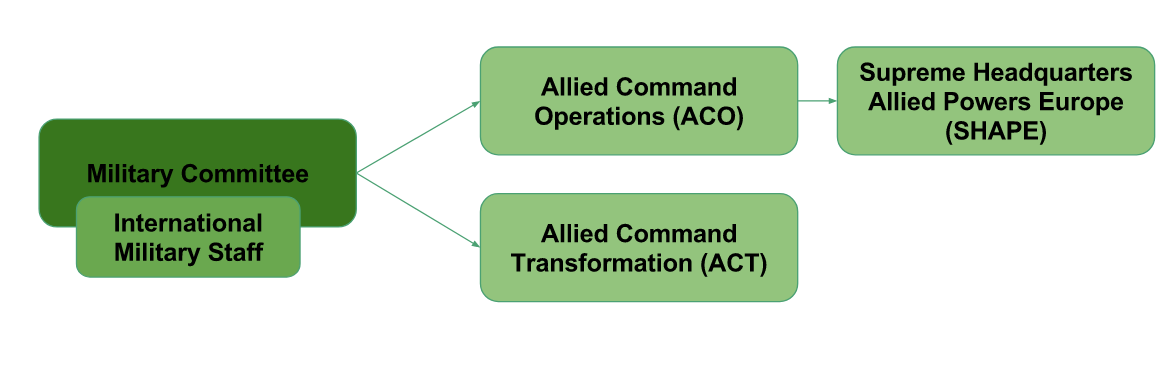 Military Committee
International
Military Staff
Allied Command
Operations (ACO)
Allied Command
Transformation (ACT)
Supreme Headquarters
Allied Powers Europe
(SHAPE)